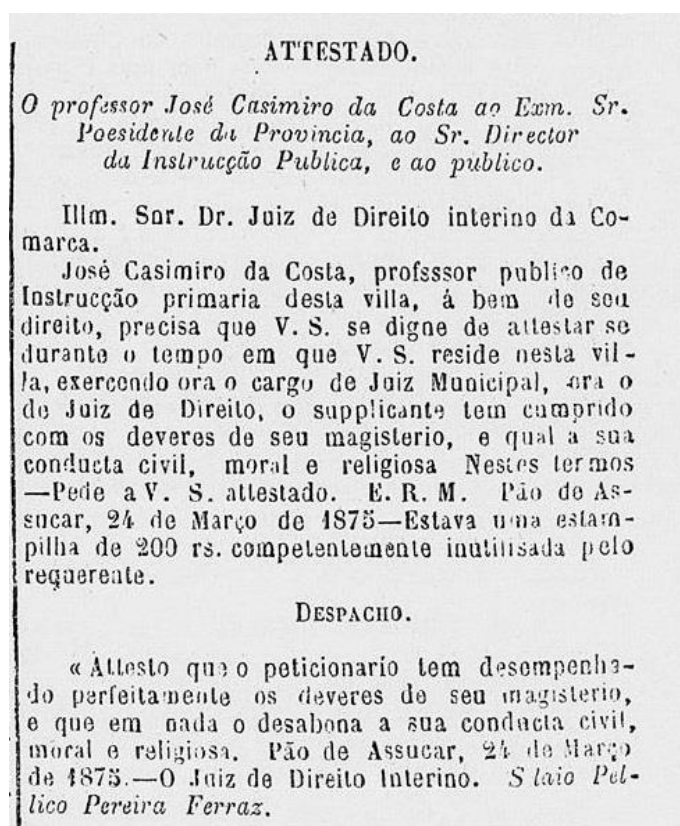 ATTESTADO.
O professor José Casimiro da Costa ao Exm. Sr.
Poesidente da Provincia, ao Sr. Director
da Instrucção Publica, e ao público.
Illm. Snr. Dr. Juiz de Direito interino da Co-
marca.
José Casimiro da Costa, profsssor publico de
Instrucção primaria desta villa, á bem de seu
direito, precisa que V. S. se digne de attestar se
durante o tempo em que V. S. reside nesta vil-
la, exercendo ora o cargo de Juiz Municipal, ora o
de Juiz de Direito, o supplicante tem cumprido
com os deveres de seu magisterio, e qual a sua
conducta civil, moral e religiosa Nestes termos
—Pede a V. S. attestado. E. R. M. Pão de As-
sucar, 24 de Março de 1875—Estava uma estam-
pilha de 200 rs. competentemente inutilisada pelo
requerente.
DESPACHO.
« Attesto que o peticionario tem desempenha-
do perfeitamente os deveres de seu magisterio,
e que em nada o desabona a sua conducta civil,
moral e religiosa. Pão de Assucar, 24 de Março
de 1875.—O Juiz de Direito Interino. S laio Pel-
lico Pereira Ferraz.